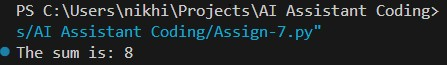 PS C:\Users\nikhi\Projects\AI Assistant Coding>
s/AI Assistant Coding/Assign-7.py"
The sum is: 8